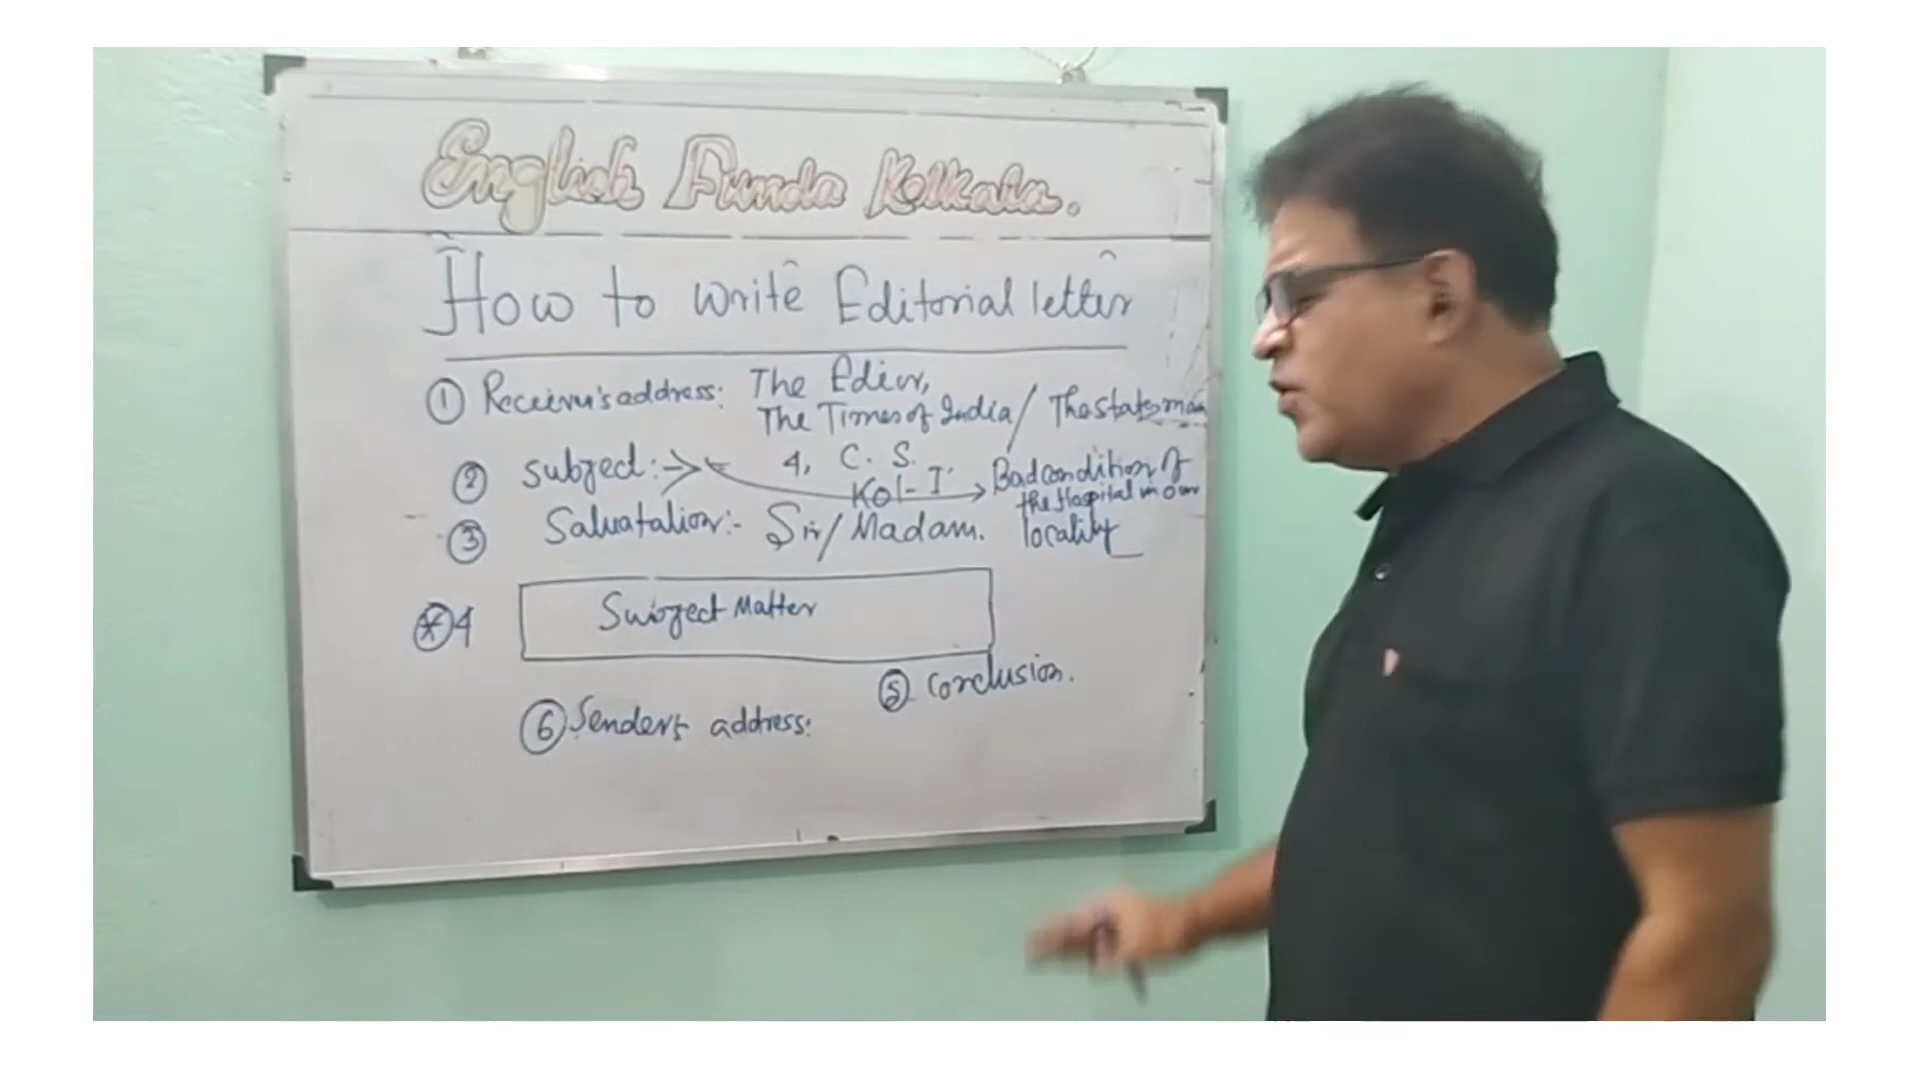 English Funda Kolkata.
How to write Editorial letter
① Receiver's address: The Edior,
The Times of India / The statesman
4, C. S.
Kol-I
② subject:->
Bad condition of
the Hospital in our
locality
③ Saluatation:- Sir/Madam.
* 4 Subject Matter
⑤ Conclusion.
⑥ Senders address: